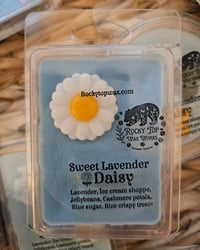 Rockytopwax.com
Rocky Top
Wax Works
Sweet Lavender
Daisy
Lavender, Ice cream shoppe,
Jellybeans, Cashmere petals,
Blue sugar, Rice crispy treat